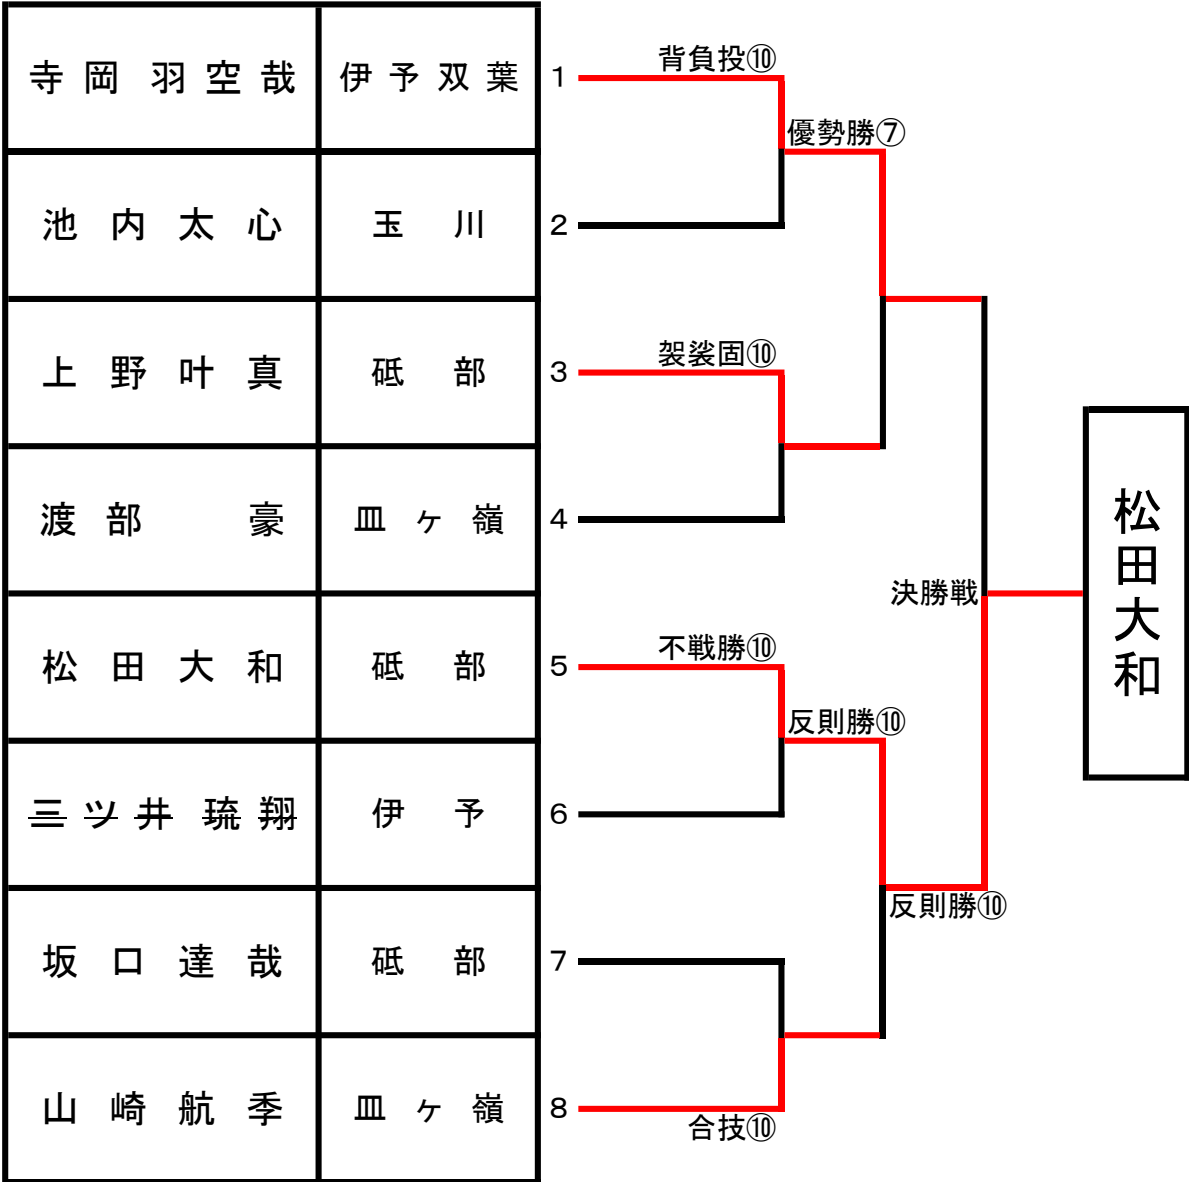 寺岡 羽空哉 伊予双葉 1 背負投⑩
優勢勝⑦
池内太心 玉川 2
上野叶真 砥部 3 袈裟固⑩
渡部 豪 皿ヶ嶺 4
決勝戦
松田大和
松田大和 砥部 5 不戦勝⑩
反則勝⑩
三ツ井 琉翔 伊予 6
反則勝⑩
坂口達哉 砥部 7
山崎航季 皿ヶ嶺 8
合技⑩